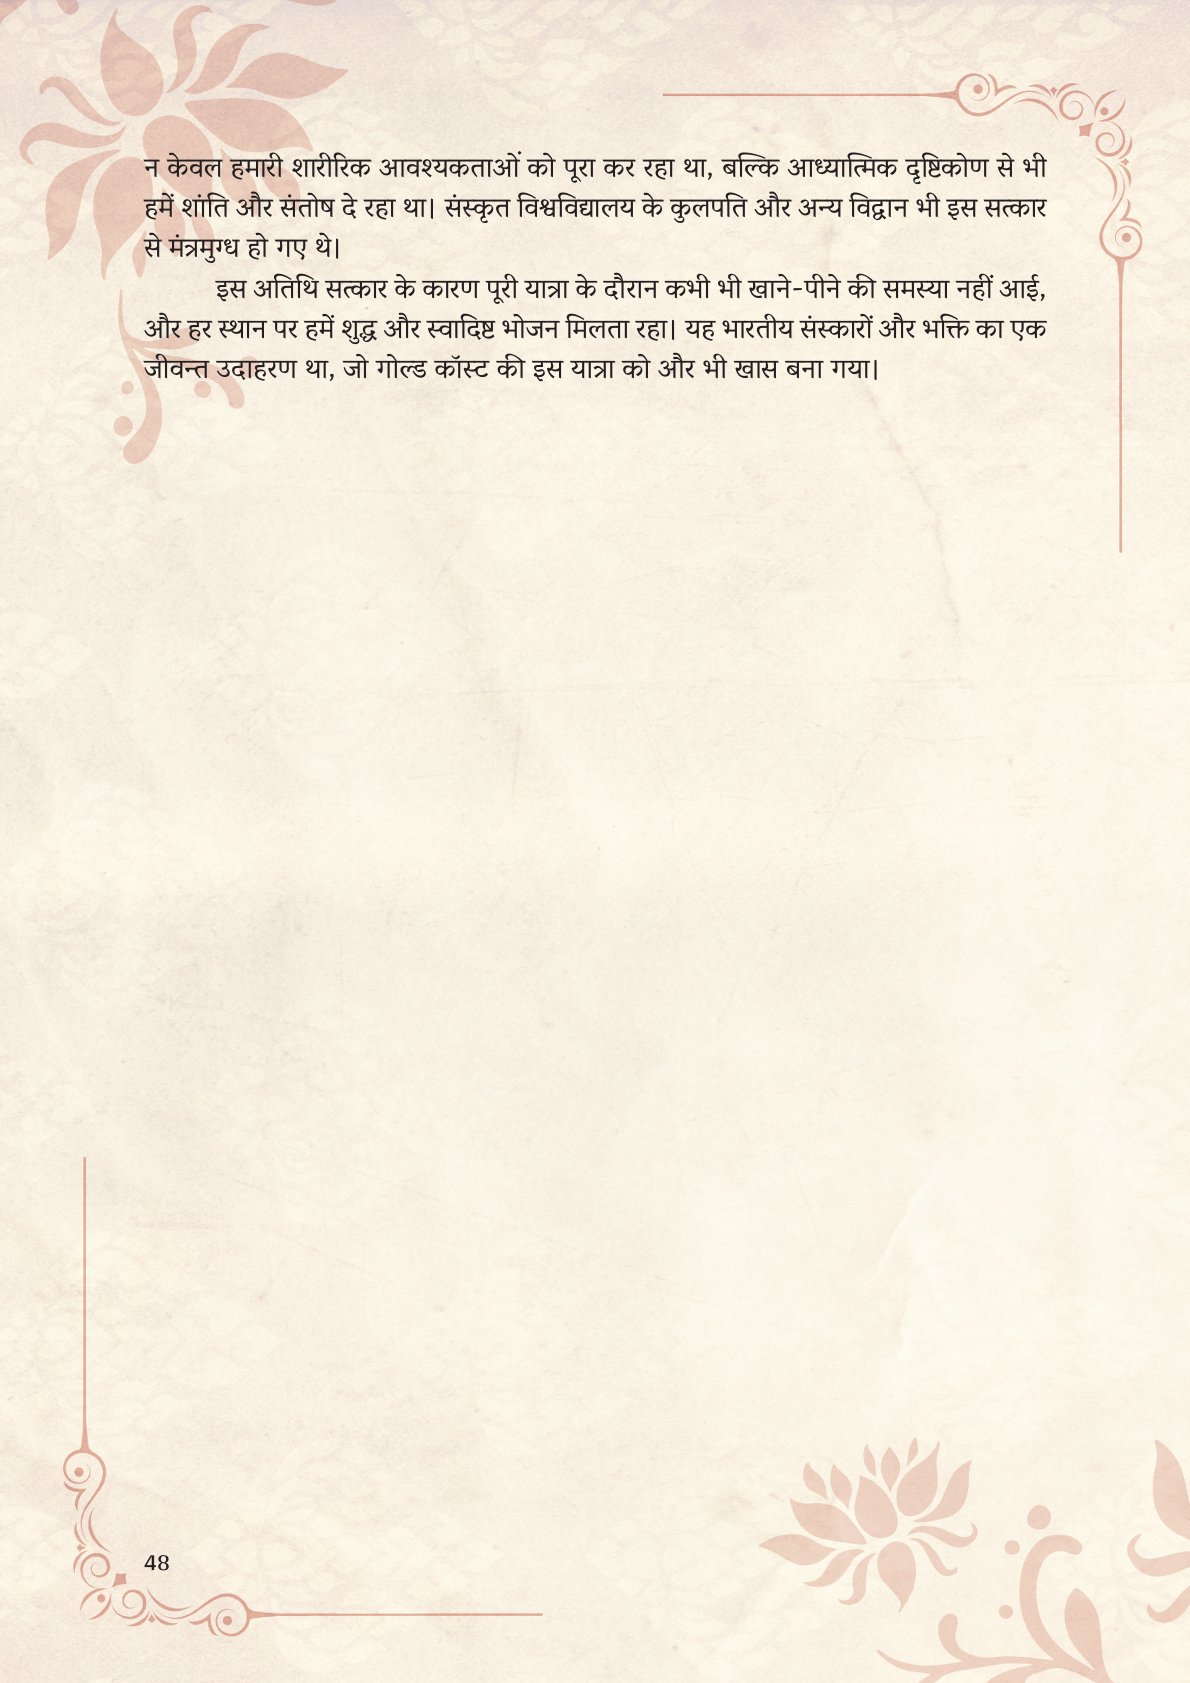 न केवल हमारी शारीरिक आवश्यकताओं को पूरा कर रहा था, बल्कि आध्यात्मिक दृष्टिकोण से भी
हमें शांति और संतोष दे रहा था। संस्कृत विश्वविद्यालय के कुलपति और अन्य विद्वान भी इस सत्कार
से मंत्रमुग्ध हो गए थे।
इस अतिथि सत्कार के कारण पूरी यात्रा के दौरान कभी भी खाने-पीने की समस्या नहीं आई,
और हर स्थान पर हमें शुद्ध और स्वादिष्ट भोजन मिलता रहा। यह भारतीय संस्कारों और भक्ति का एक
जीवन्त उदाहरण था, जो गोल्ड कॉस्ट की इस यात्रा को और भी खास बना गया।
48